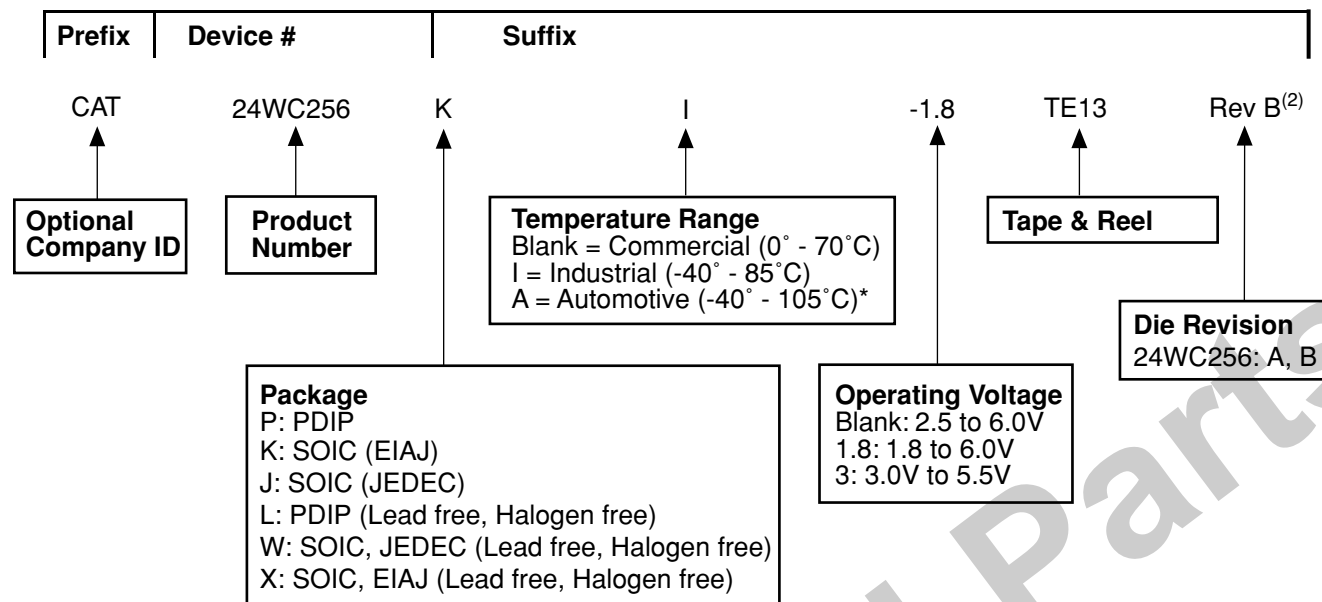 Prefix Device # Suffix
CAT 24WC256 K I -1.8 TE13 Rev B(2)
Optional
Company ID
Product
Number
Temperature Range
Blank = Commercial (0˚ - 70˚C)
I = Industrial (-40˚ - 85˚C)
A = Automotive (-40˚ - 105˚C)*
Tape & Reel
Die Revision
24WC256: A, B
Package
P: PDIP
K: SOIC (EIAJ)
J: SOIC (JEDEC)
L: PDIP (Lead free, Halogen free)
W: SOIC, JEDEC (Lead free, Halogen free)
X: SOIC, EIAJ (Lead free, Halogen free)
Operating Voltage
Blank: 2.5 to 6.0V
1.8: 1.8 to 6.0V
3: 3.0V to 5.5V
Parts